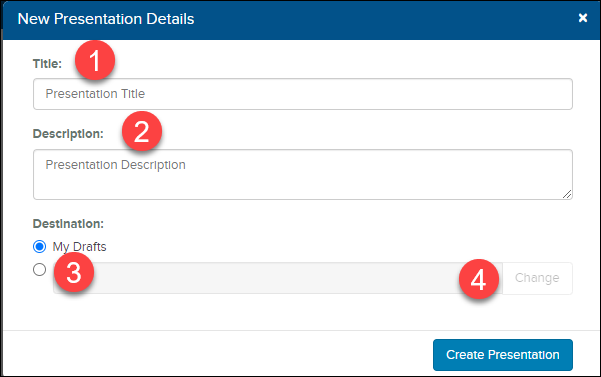 New Presentation Details ×
Title: 1
Presentation Title
Description: 2
Presentation Description
Destination:
My Drafts
3 4 Change
Create Presentation